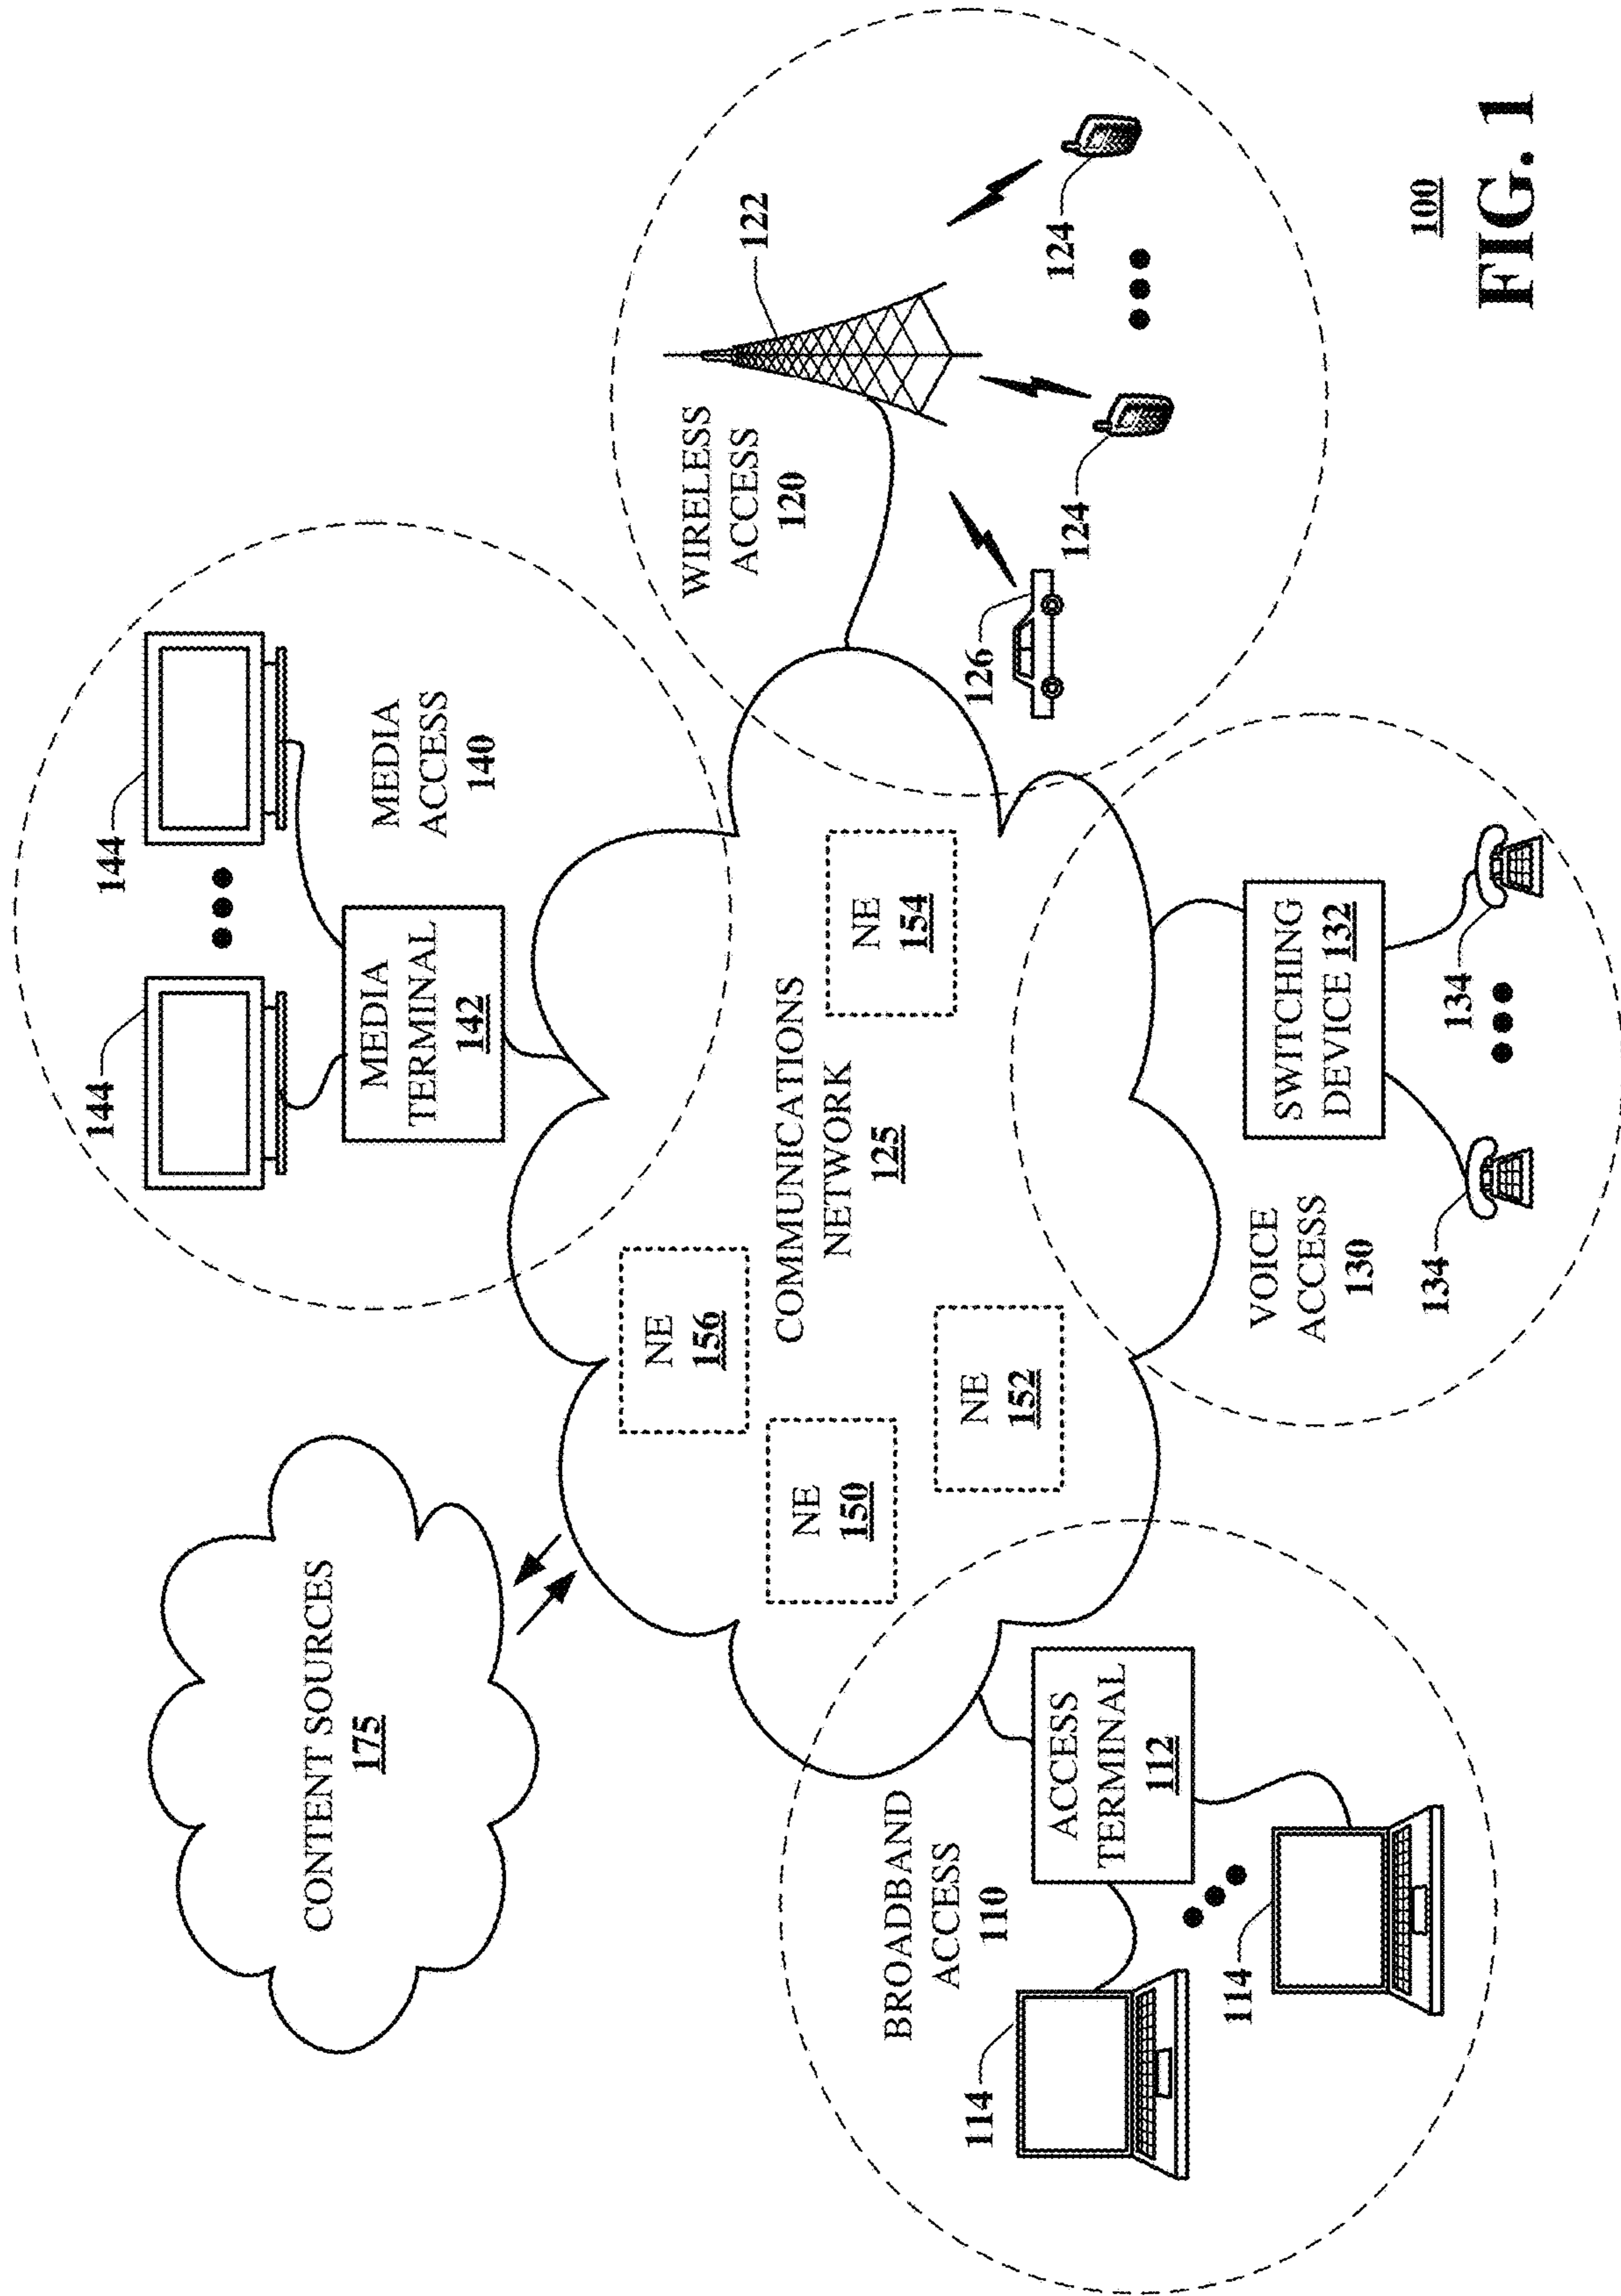 CONTENT SOURCES
175
144
144
MEDIA
TERMINAL
142
MEDIA
ACCESS
140
NE
156
NE
150
NE
152
COMMUNICATIONS
NETWORK
125
NE
154
WIRELESS
ACCESS
120
122
124
124
126
BROADBAND
ACCESS
110
ACCESS
TERMINAL
112
114
114
VOICE
ACCESS
130
SWITCHING
DEVICE 132
134
134
100
FIG. 1